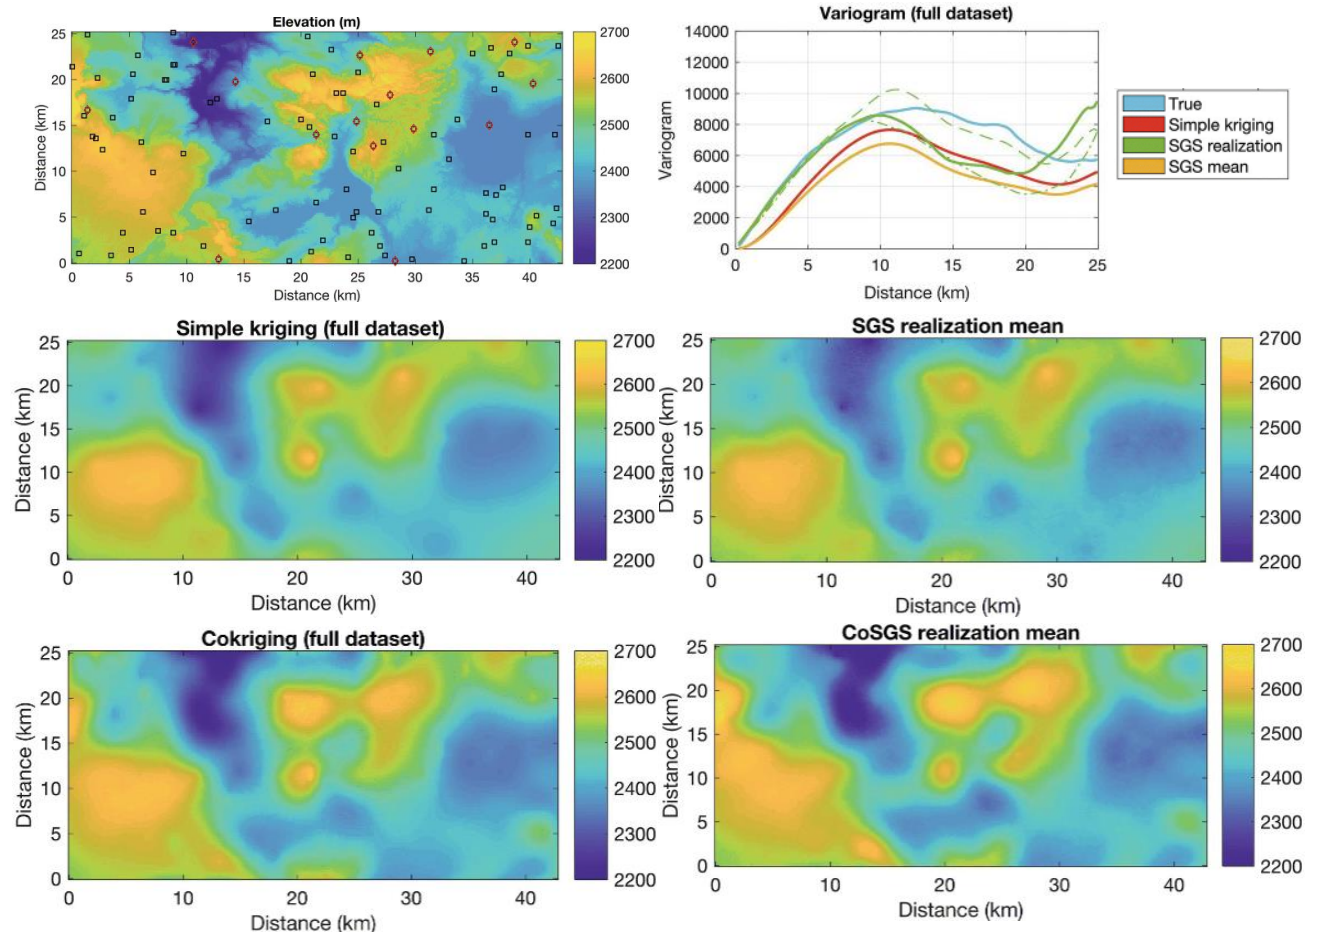 Elevation (m)
25
20
15
10
5
0
Distance (km)
0 5 10 15 20 25 30 35 40
Distance (km)
2700
2600
2500
2400
2300
2200
Variogram (full dataset)
14000
12000
10000
8000
6000
4000
2000
0
Variogram
0 5 10 15 20 25
Distance (km)
True
Simple kriging
SGS realization
SGS mean
Simple kriging (full dataset)
25
20
15
10
5
0
Distance (km)
0 10 20 30 40
Distance (km)
2700
2600
2500
2400
2300
2200
SGS realization mean
25
20
15
10
5
0
Distance (km)
0 10 20 30 40
Distance (km)
2700
2600
2500
2400
2300
2200
Cokriging (full dataset)
25
20
15
10
5
0
Distance (km)
0 10 20 30 40
Distance (km)
2700
2600
2500
2400
2300
2200
CoSGS realization mean
25
20
15
10
5
0
Distance (km)
0 10 20 30 40
Distance (km)
2700
2600
2500
2400
2300
2200